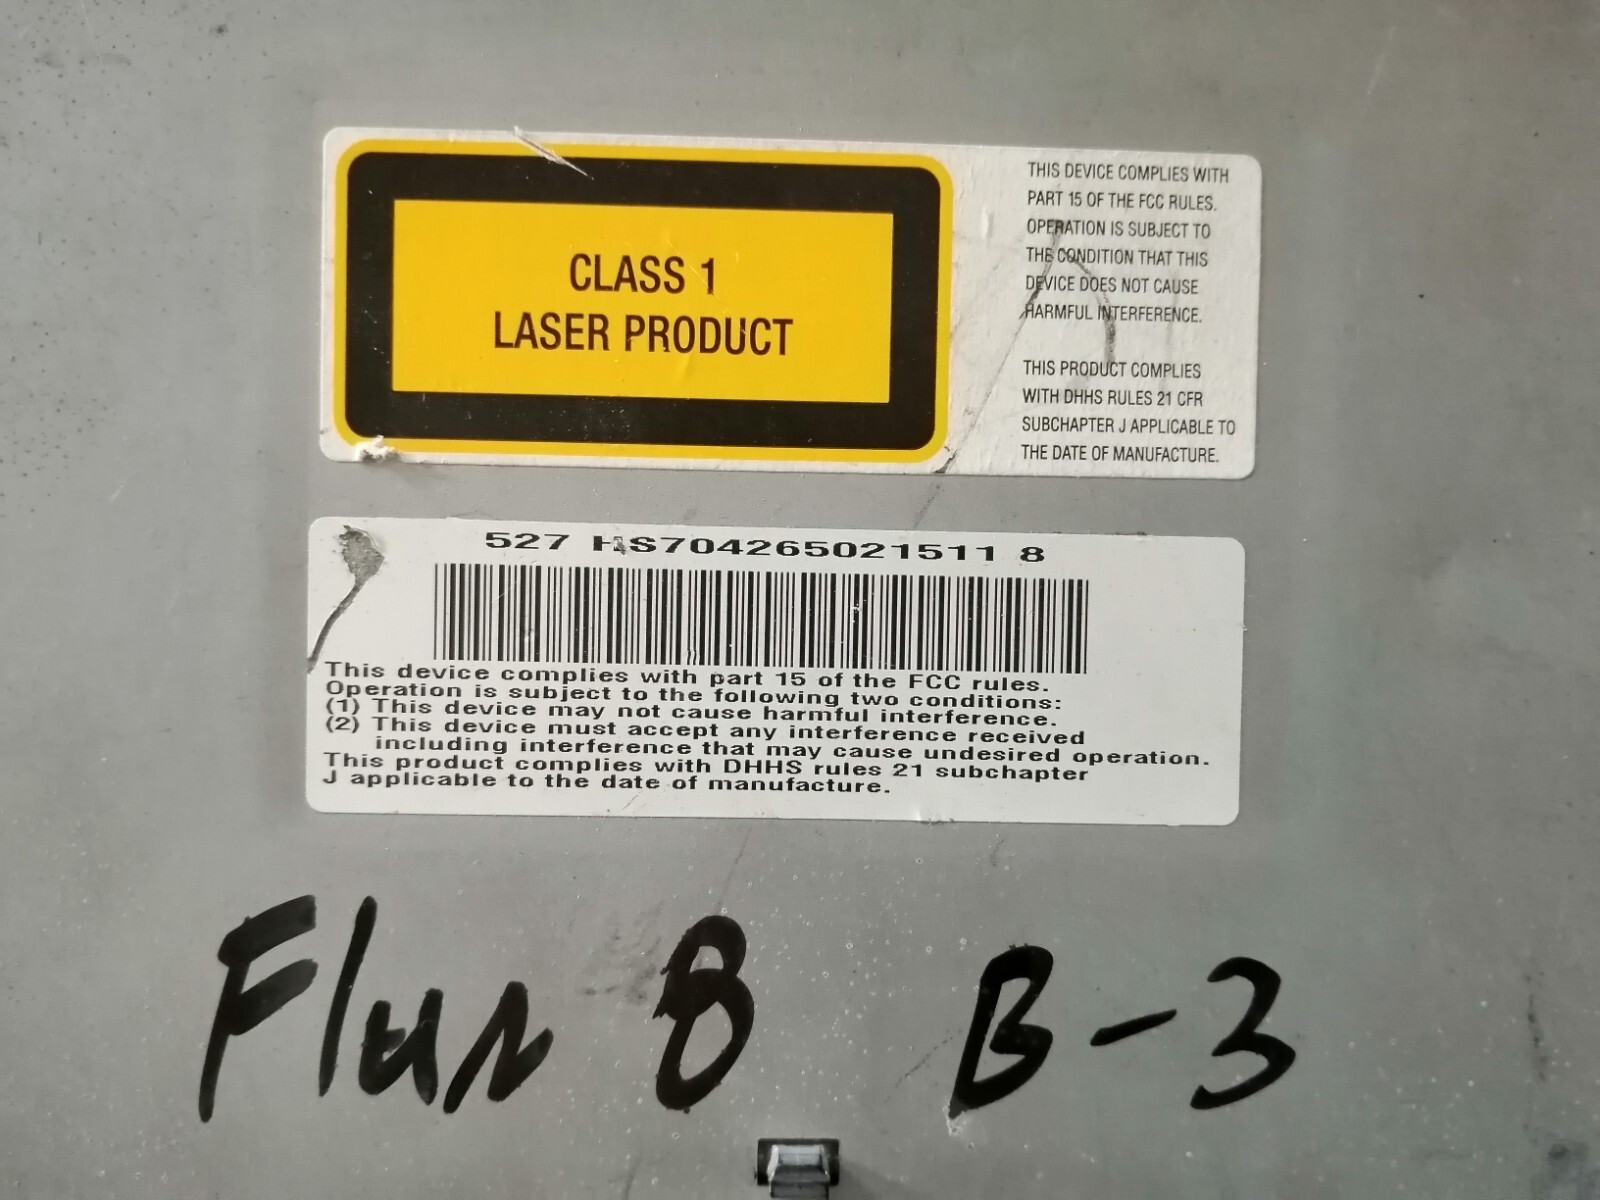 CLASS 1
LASER PRODUCT
THIS DEVICE COMPLIES WITH
PART 15 OF THE FCC RULES.
OPERATION IS SUBJECT TO
THE CONDITION THAT THIS
DEVICE DOES NOT CAUSE
HARMFUL INTERFERENCE.
THIS PRODUCT COMPLIES
WITH DHHS RULES 21 CFR
SUBCHAPTER J APPLICABLE TO
THE DATE OF MANUFACTURE.
527 HS704265021511 8
This device complies with part 15 of the FCC rules.
Operation is subject to the following two conditions:
(1) This device may not cause harmful interference.
(2) This device must accept any interference received
including interference that may cause undesired operation.
This product complies with DHHS rules 21 subchapter
J applicable to the date of manufacture.
B B-3